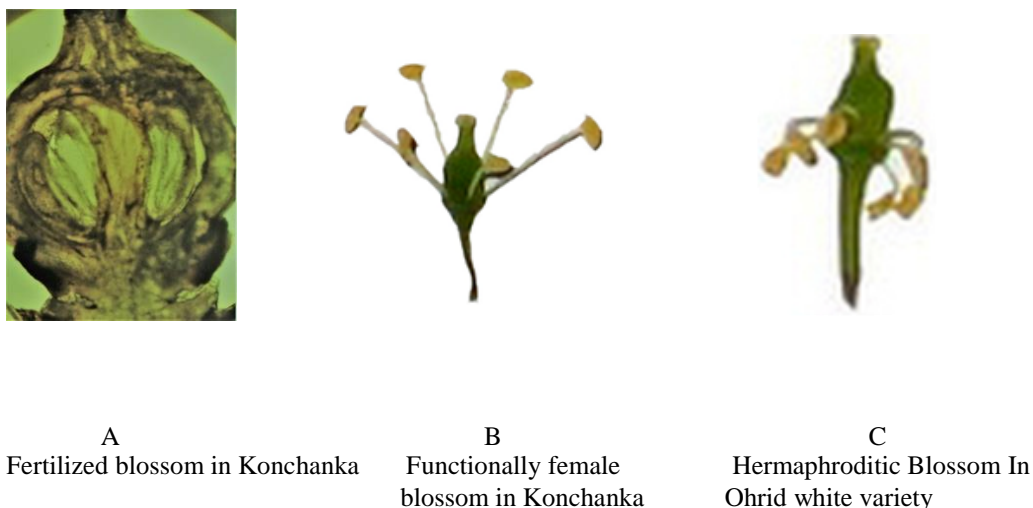 A B C
Fertilized blossom in Konchanka Functionally female Hermaphroditic Blossom In
blossom in Konchanka Ohrid white variety